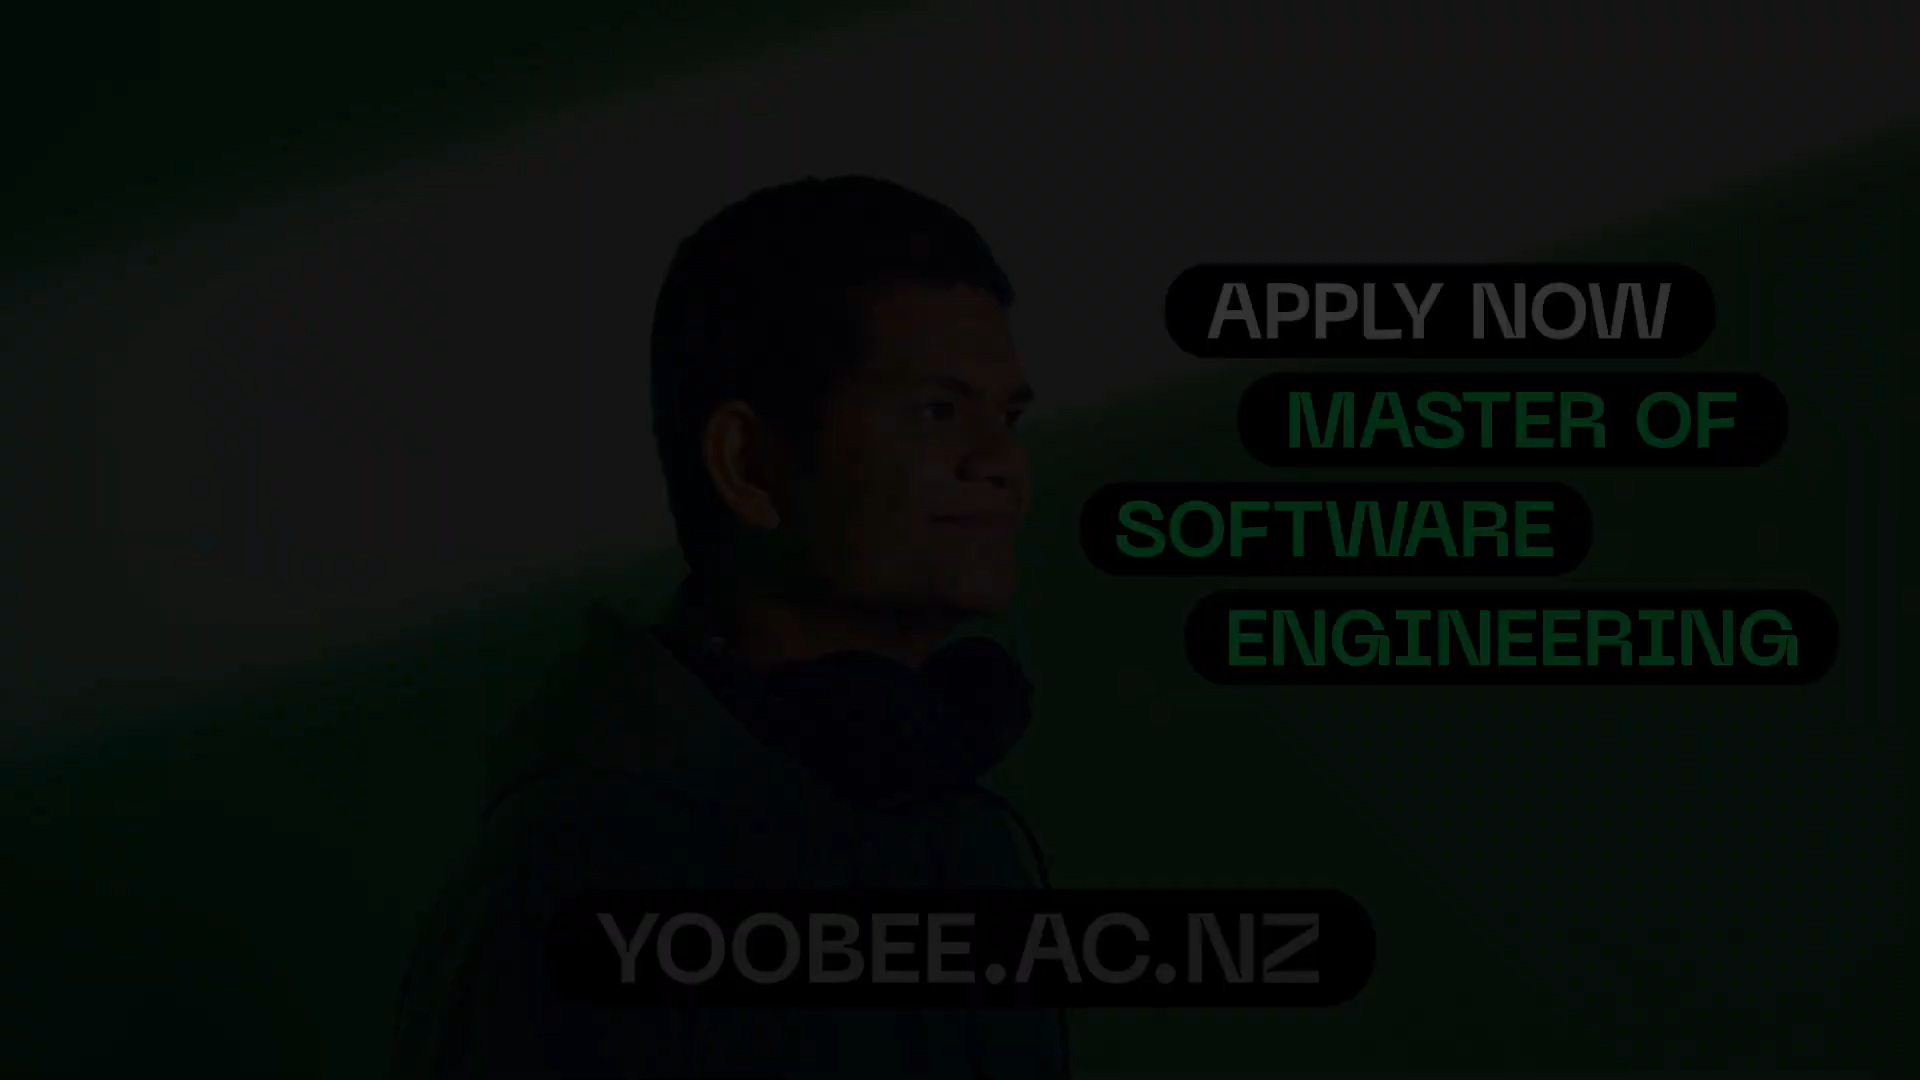 APPLY NOW
MASTER OF
SOFTWARE
ENGINEERING
YOOBEE.AC.NZ